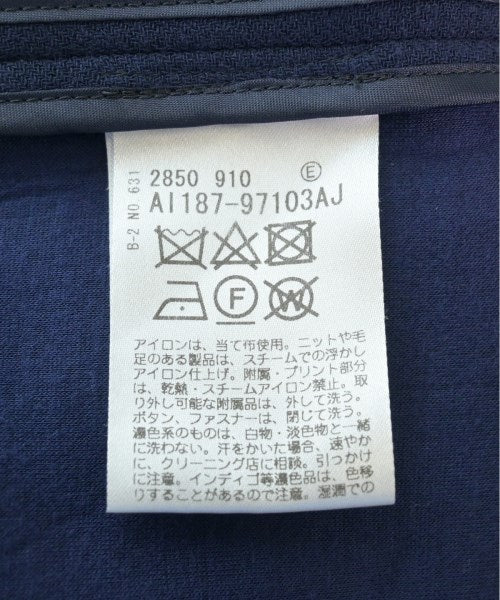 B-2 NO 631
2850 910 E
AI187-97103AJ
F W
アイロンは、当て布使用。ニットや毛
足のある製品は、スチームでの浮かし
アイロン仕上げ。附属・プリント部分
は、乾熱・スチームアイロン禁止。取
り外し可能な附属品は、外して洗う。
ボタン、ファスナーは、閉じて洗う。
濃色系のものは、白物・淡色物と一緒
に洗わない。汗をかいた場合、速やか
に、クリーニング店に相談。引っかけ
に注意。インディゴ等濃色品は、色移
りすることがあるので注意。湿潤での